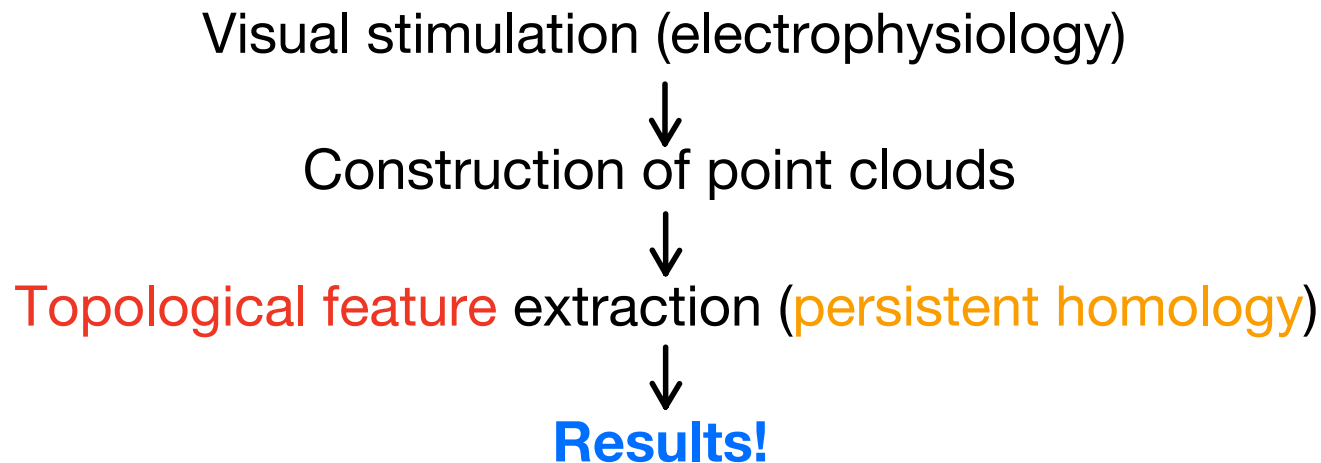 Visual stimulation (electrophysiology)
Construction of point clouds
Topological feature extraction (persistent homology)
Results!